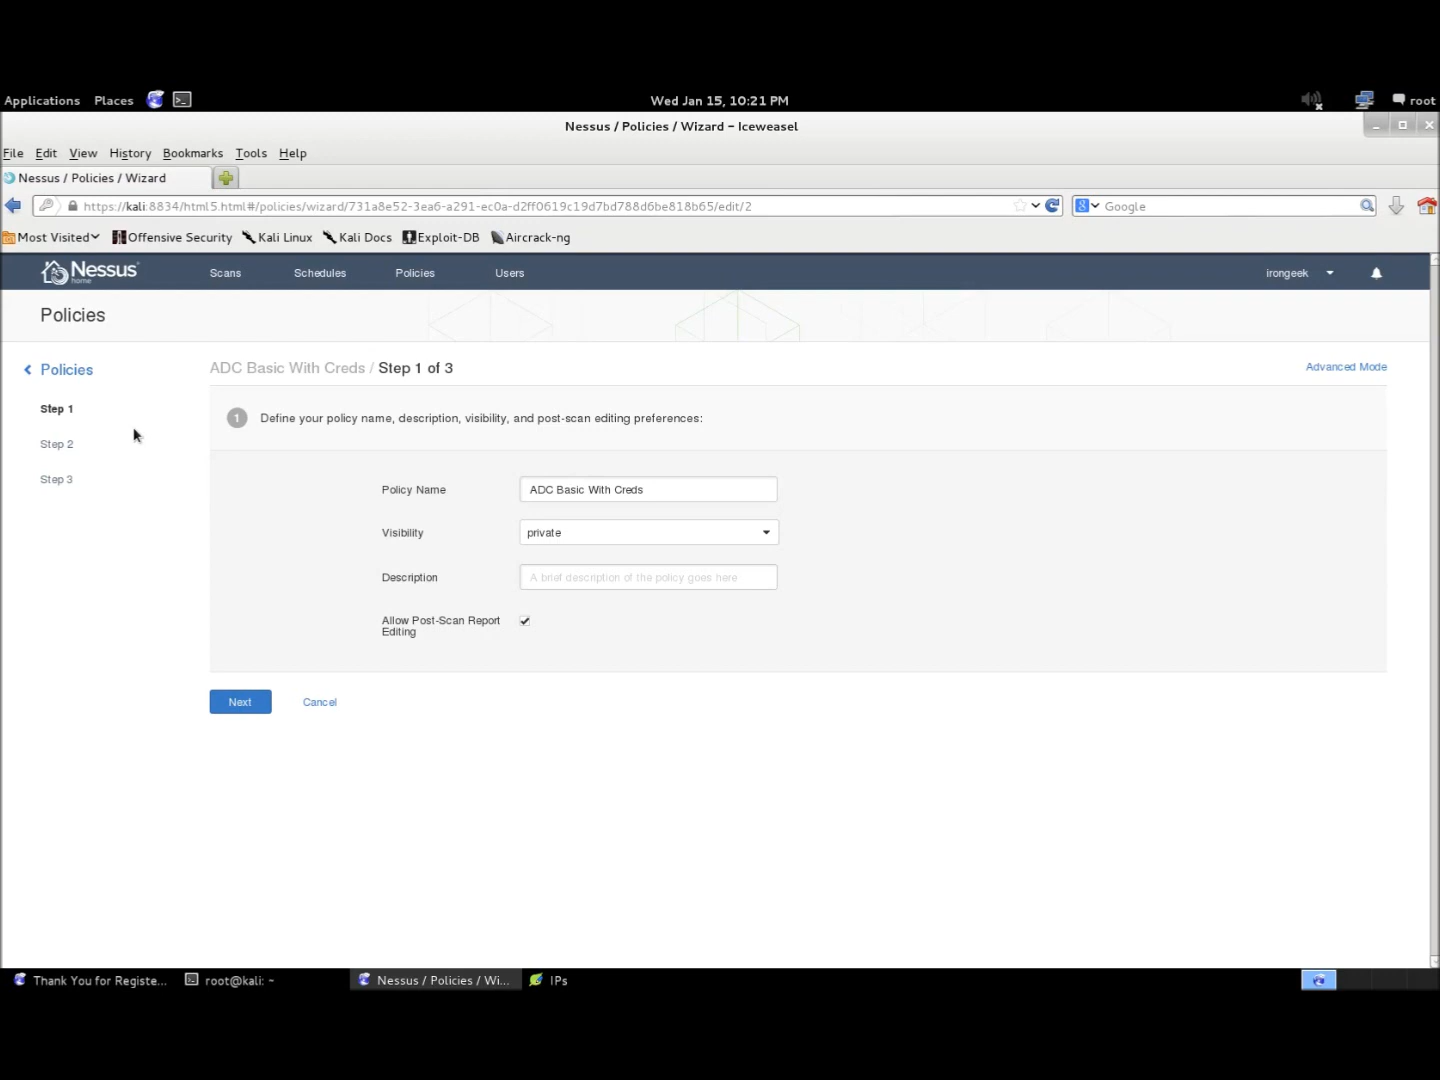 Applications Places Wed Jan 15, 10:21 PM root
Nessus / Policies / Wizard - Iceweasel
File Edit View History Bookmarks Tools Help
Nessus / Policies / Wizard
https://kali:8834/html5.html#/policies/wizard/731a8e52-3ea6-a291-ec0a-d2ff0619c19d7bd788d6be818b65/edit/2 Google
Most Visited Offensive Security Kali Linux Kali Docs Exploit-DB Aircrack-ng
Nessus home Scans Schedules Policies Users irongeek
Policies
Policies ADC Basic With Creds / Step 1 of 3 Advanced Mode
Step 1
Step 2
Step 3
1 Define your policy name, description, visibility, and post-scan editing preferences:
Policy Name ADC Basic With Creds
Visibility private
Description A brief description of the policy goes here
Allow Post-Scan Report
Editing
Next Cancel
Thank You for Registe... root@kali: ~ Nessus / Policies / Wi... IPs